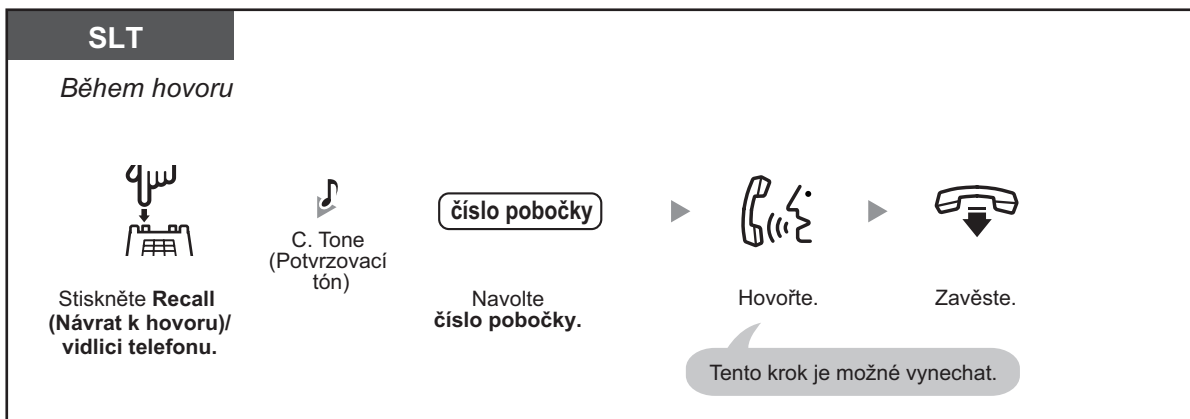 SLT
Během hovoru
Stiskněte Recall
(Návrat k hovoru)/
vidlici telefonu.
C. Tone
(Potvrzovací
tón)
číslo pobočky
Navolte
číslo pobočky.
Hovořte.
Tento krok je možné vynechat.
Zavěste.